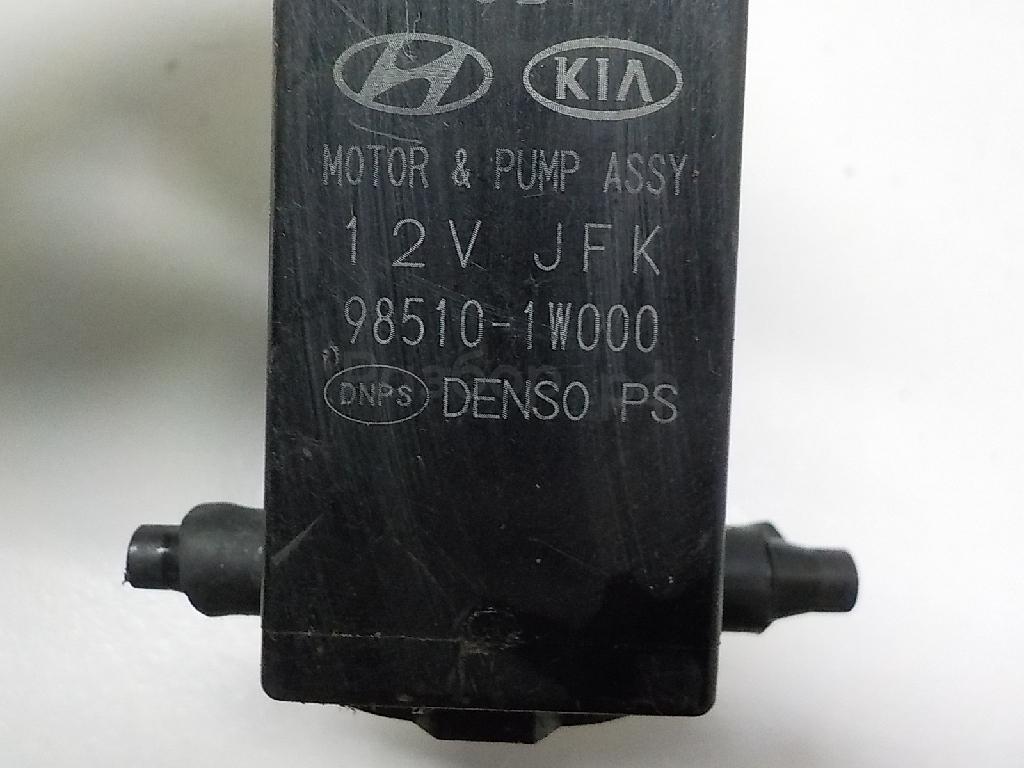 KIA
MOTOR & PUMP ASSY
12V JFK
98510-1W000
DNPS DENSO PS